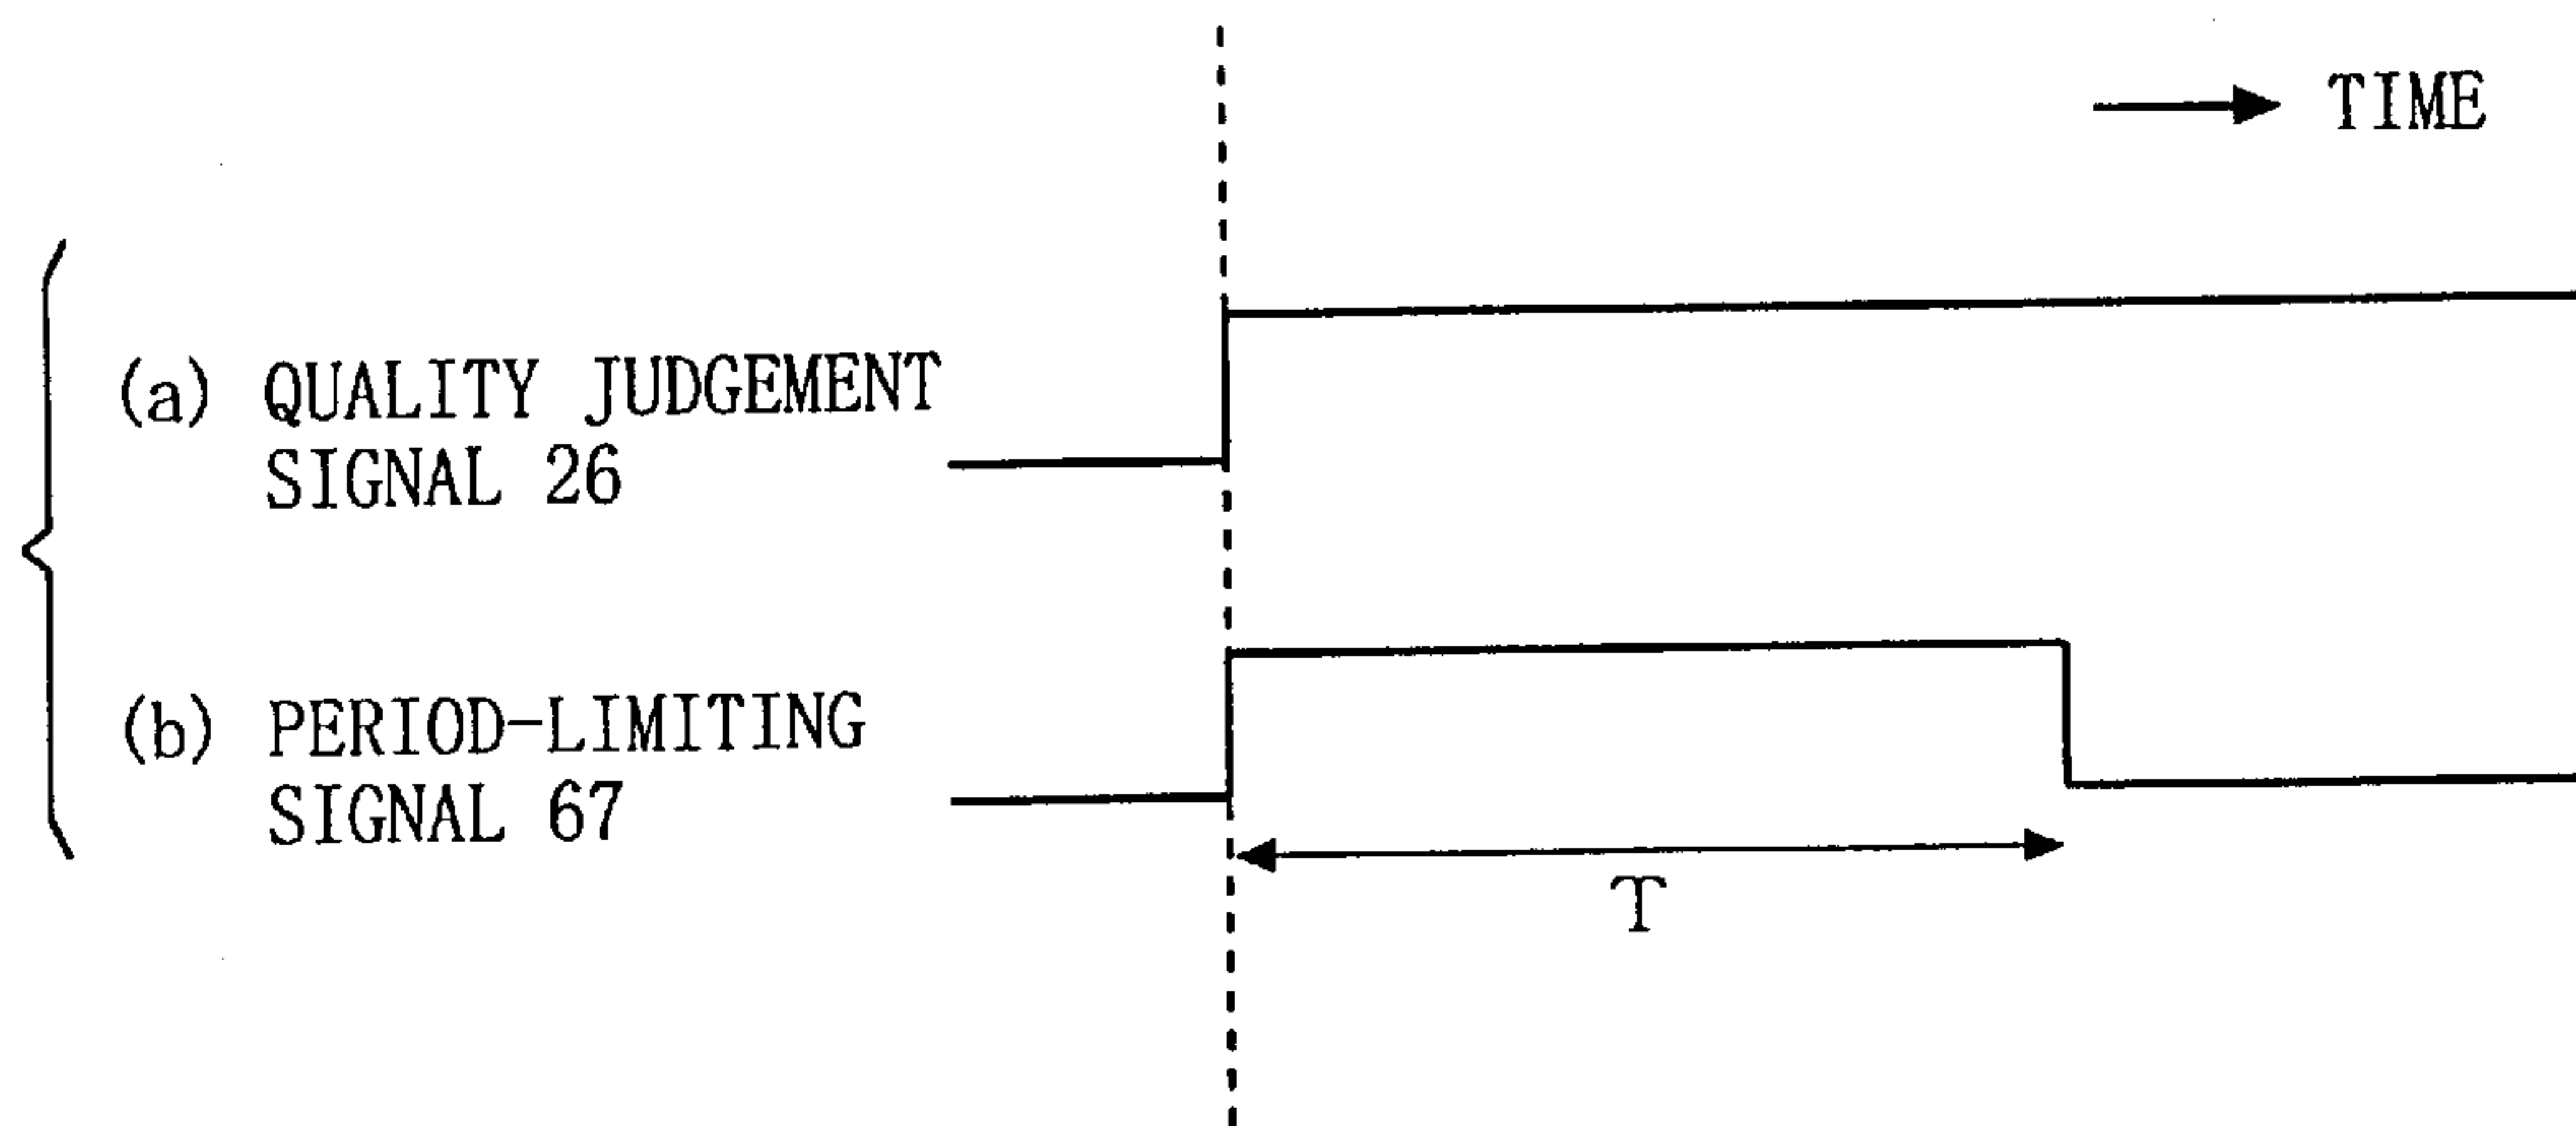 TIME
(a) QUALITY JUDGEMENT
SIGNAL 26
(b) PERIOD-LIMITING
SIGNAL 67
T